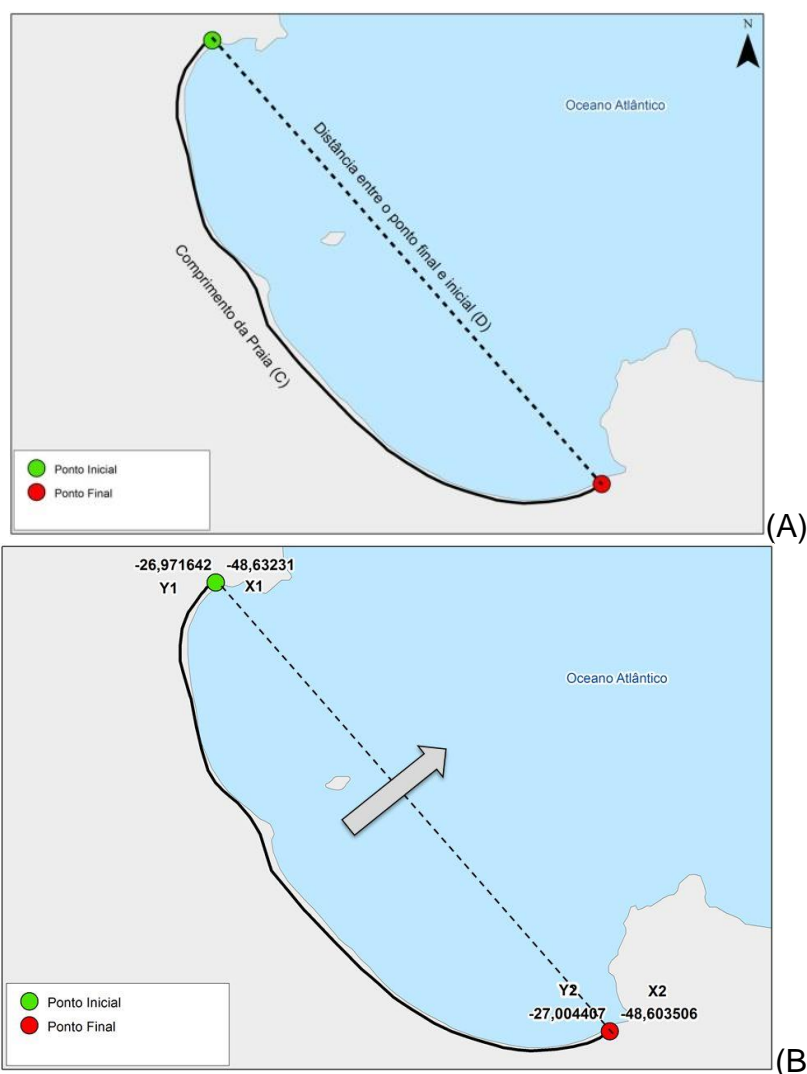 N
Oceano Atlântico
Distância entre o ponto final e inicial (D)
Comprimento da Praia (C)
Ponto Inicial
Ponto Final
(A)
-26,971642 -48,63231
Y1 X1
Oceano Atlântico
Y2 X2
-27,004407 -48,603506
Ponto Inicial
Ponto Final
(B